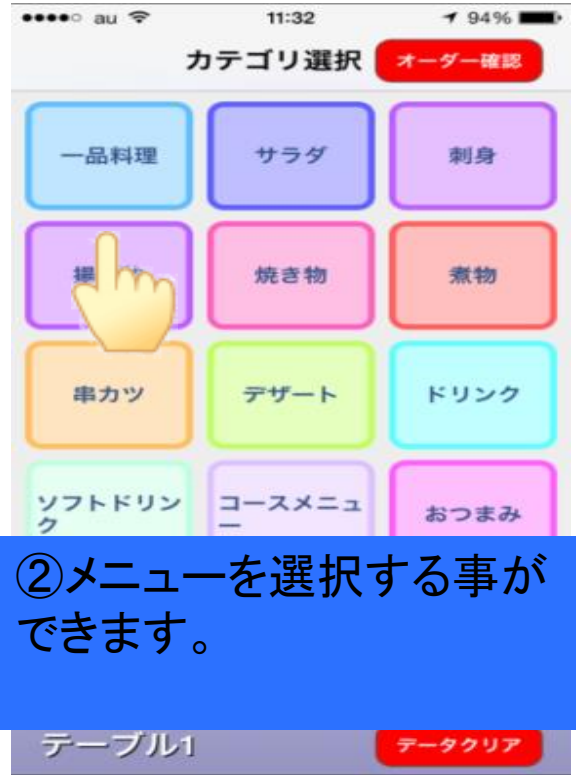 au 11:32 94%
カテゴリ選択 オーダー確認
一品料理 サラダ 刺身
焼き物 煮物
串カツ デザート ドリンク
ソフトドリン コースメニュ おつまみ
ク ー
②メニューを選択する事が
できます。
テーブル1 データクリア